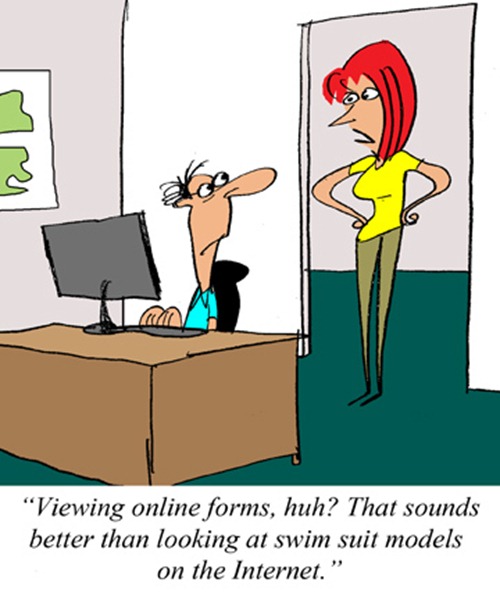 “Viewing online forms, huh? That sounds
better than looking at swim suit models
on the Internet.”